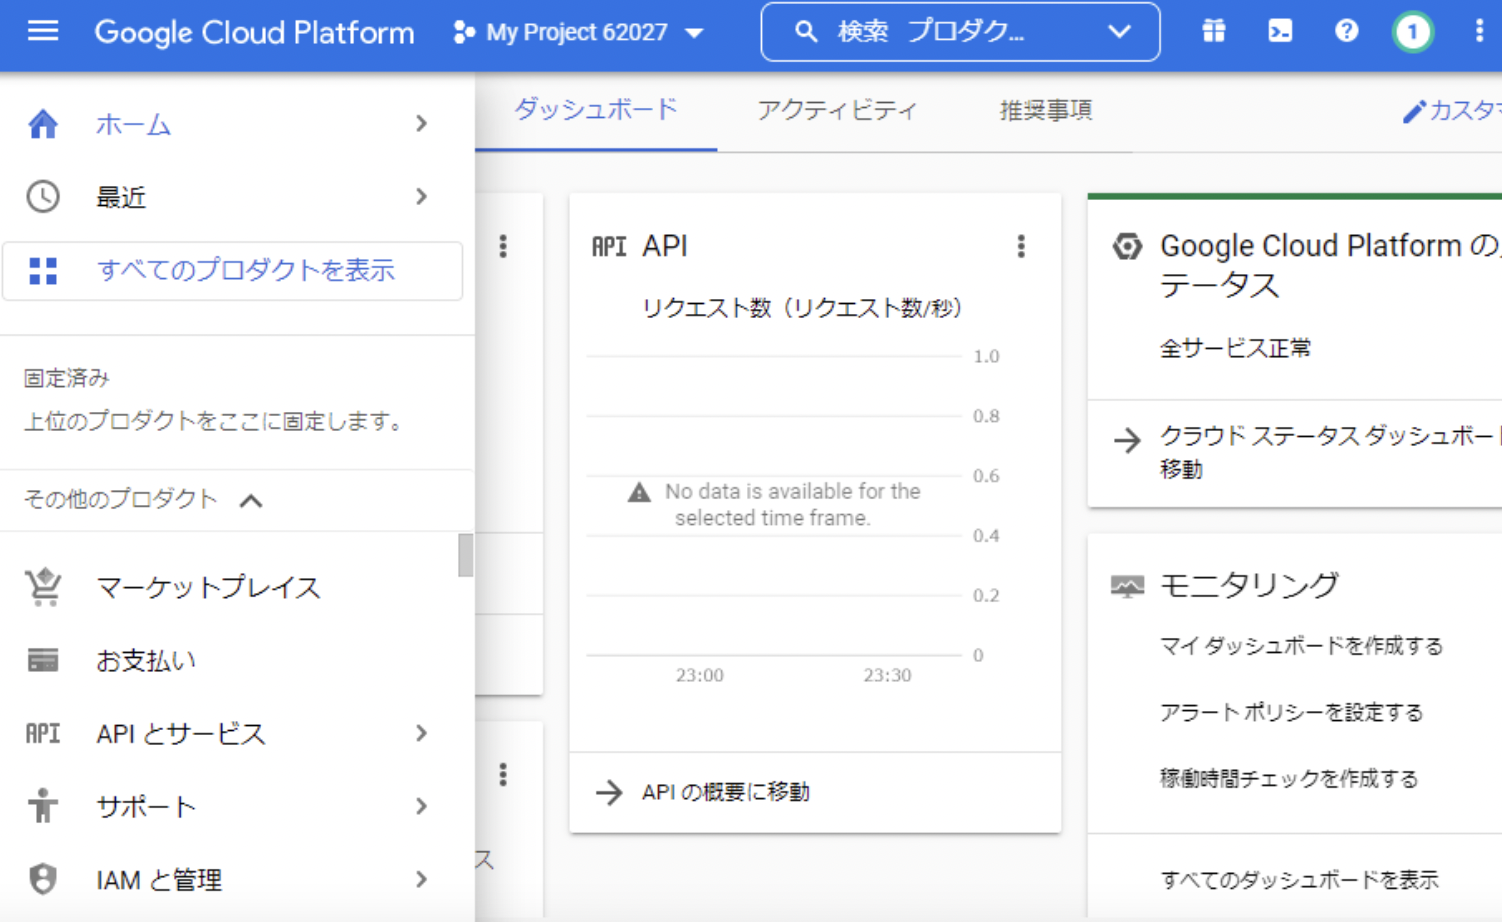 Google Cloud Platform
My Project 62027
検索 プロダク...
1
ホーム
最近
すべてのプロダクトを表示
固定済み
上位のプロダクトをここに固定します。
その他のプロダクト
マーケットプレイス
お支払い
API API とサービス
サポート
IAM と管理
ダッシュボード
アクティビティ
推奨事項
カスタマ
ス
API API
リクエスト数（リクエスト数/秒）
1.0
0.8
0.6
No data is available for the
selected time frame.
0.4
0.2
0
23:00 23:30
API の概要に移動
Google Cloud Platform の
テータス
全サービス正常
クラウド ステータス ダッシュボード
移動
モニタリング
マイ ダッシュボードを作成する
アラート ポリシーを設定する
稼働時間チェックを作成する
すべてのダッシュボードを表示